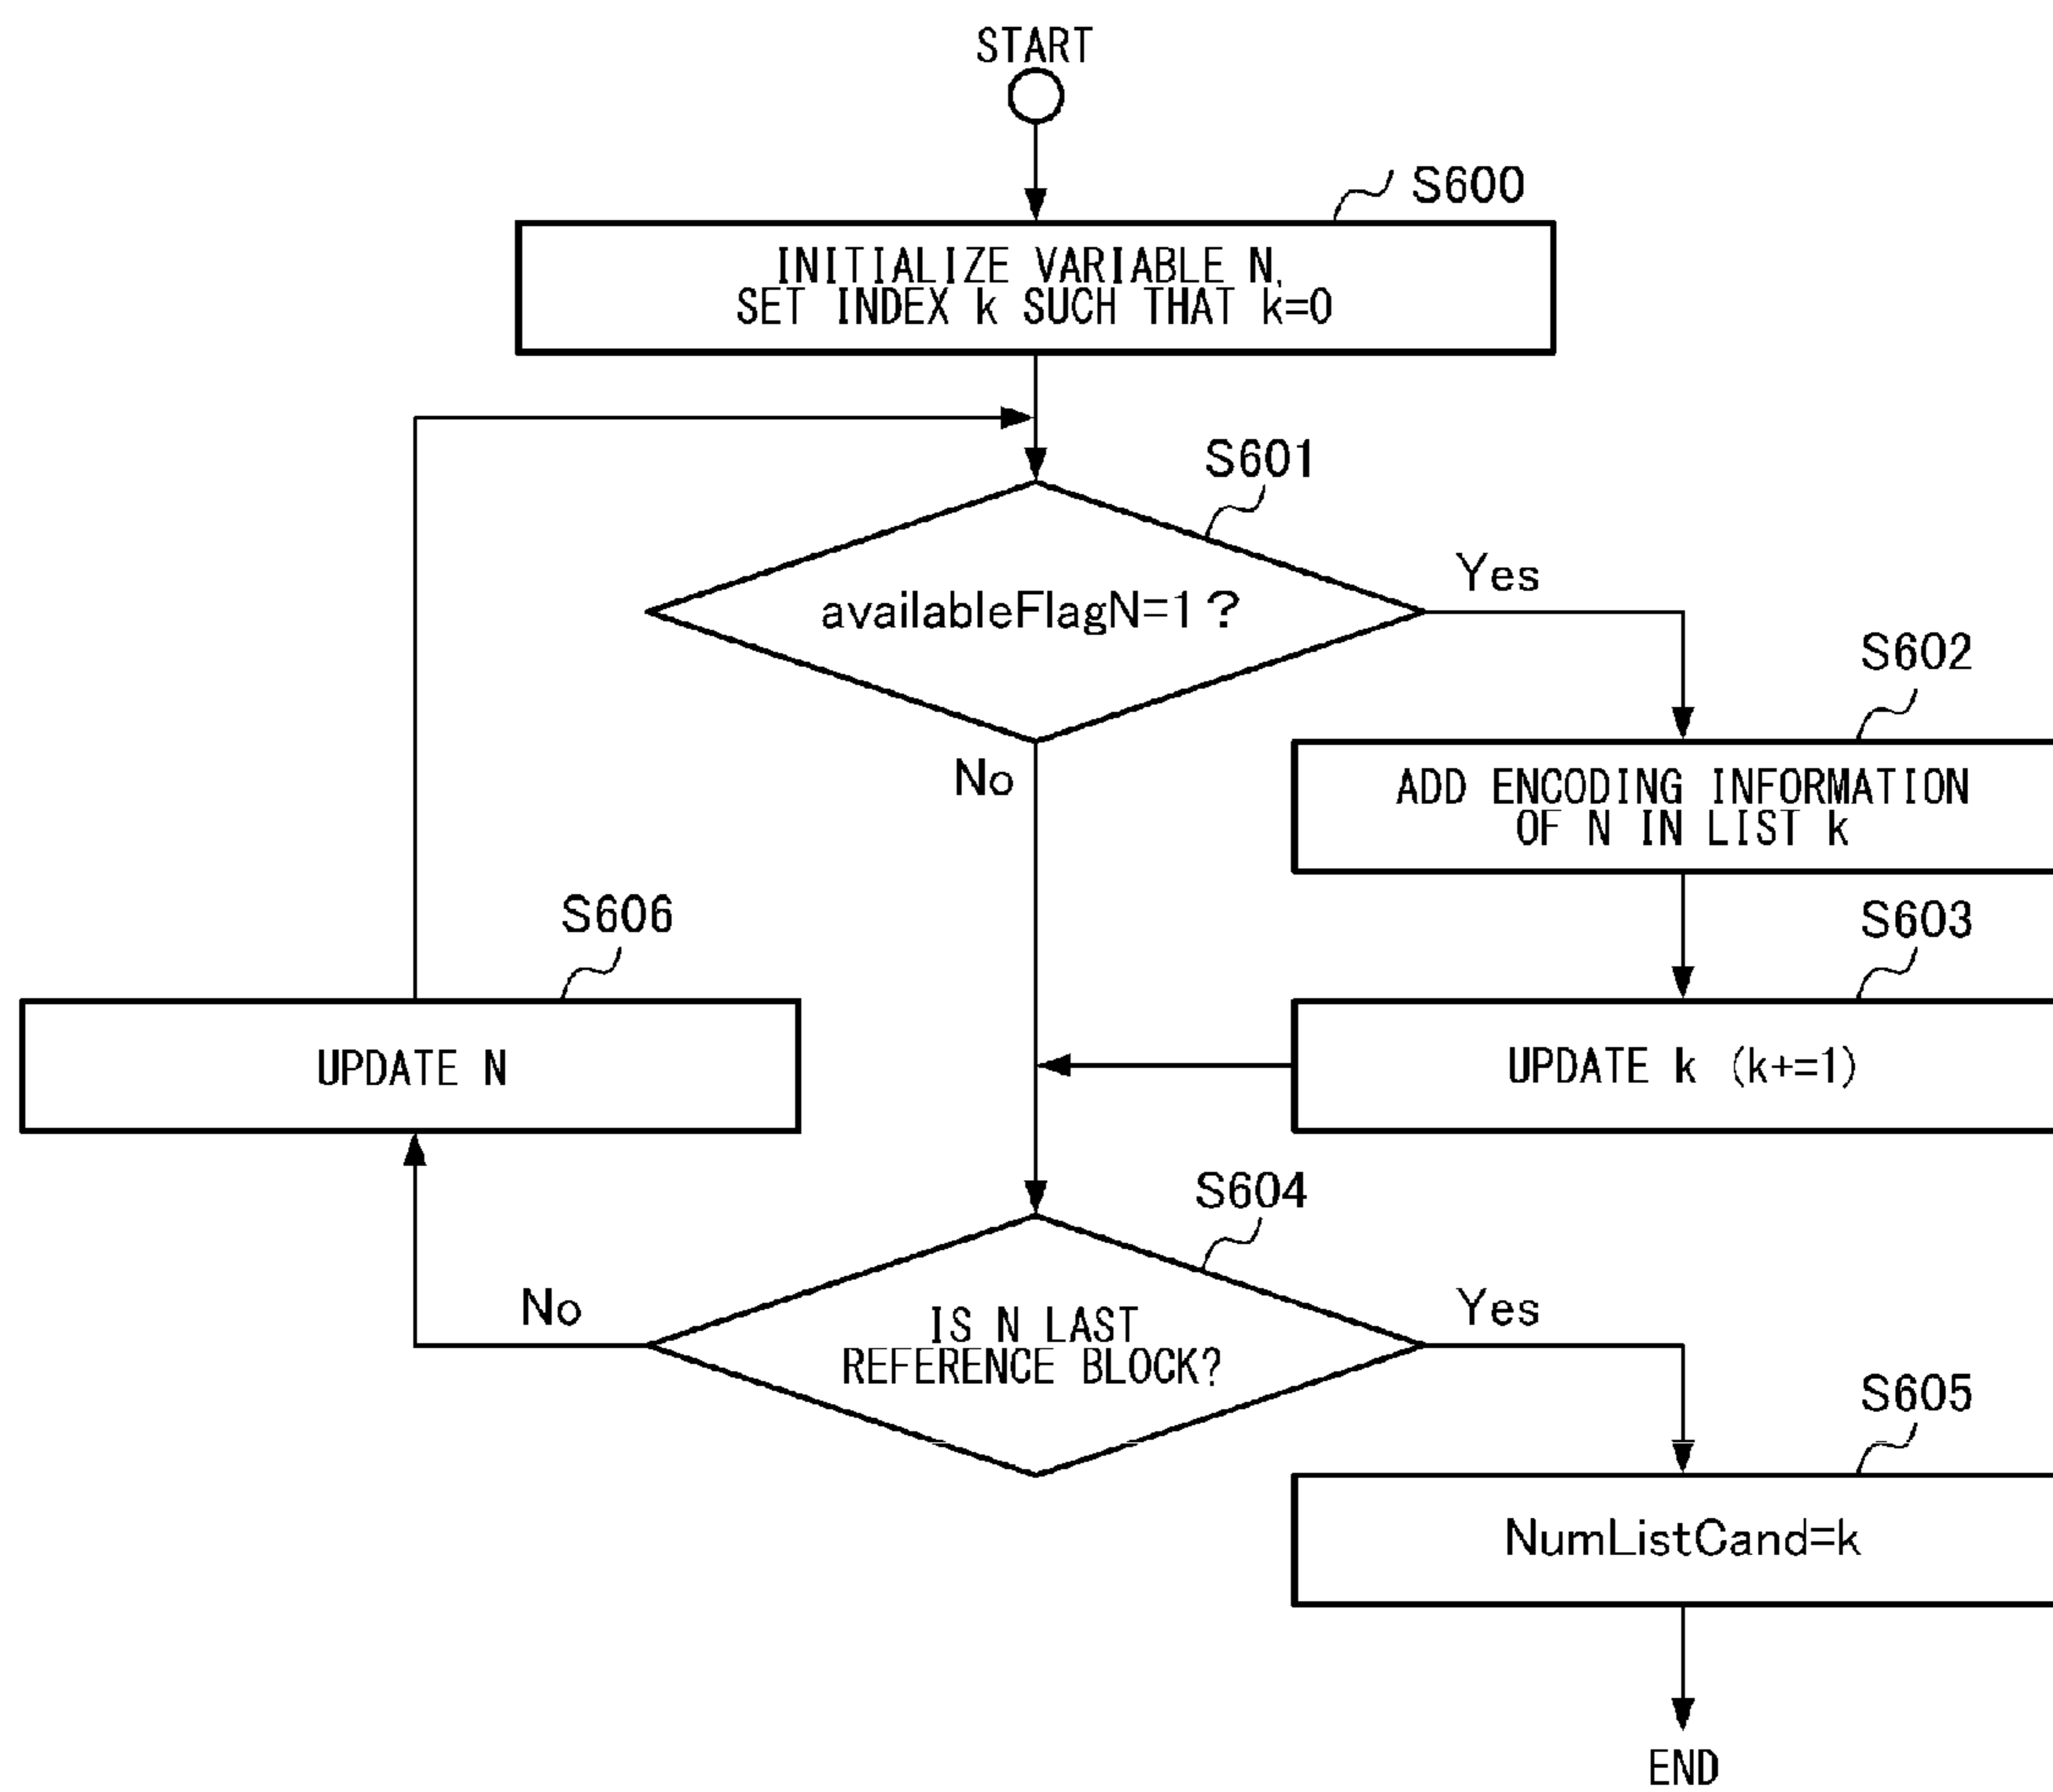 START
S600
INITIALIZE VARIABLE N,
SET INDEX k SUCH THAT k=0
S601
availableFlagN=1?
Yes
No
S602
ADD ENCODING INFORMATION
OF N IN LIST k
S603
UPDATE k (k+=1)
S606
UPDATE N
S604
IS N LAST
REFERENCE BLOCK?
No
Yes
S605
NumListCand=k
END